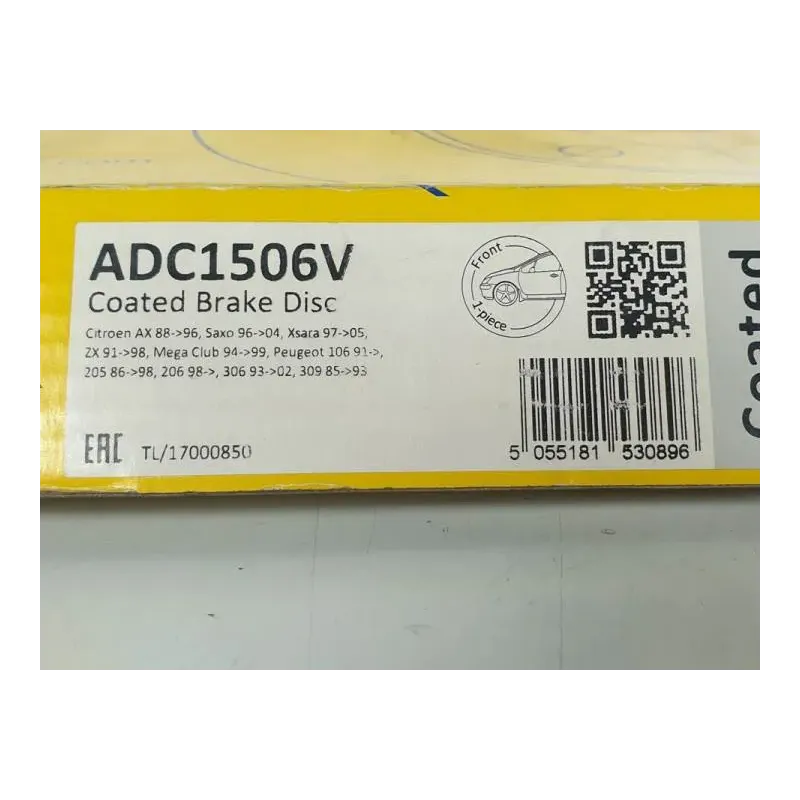 .com
ADC1506V
Coated Brake Disc
Citroen AX 88->96, Saxo 96->04, Xsara 97->05,
ZX 91->98, Mega Club 94->99, Peugeot 106 91->,
205 86->98, 206 98->, 306 93->02, 309 85->93
EAC TL/17000850
Front
1-piece
5 055181 530896
Coated